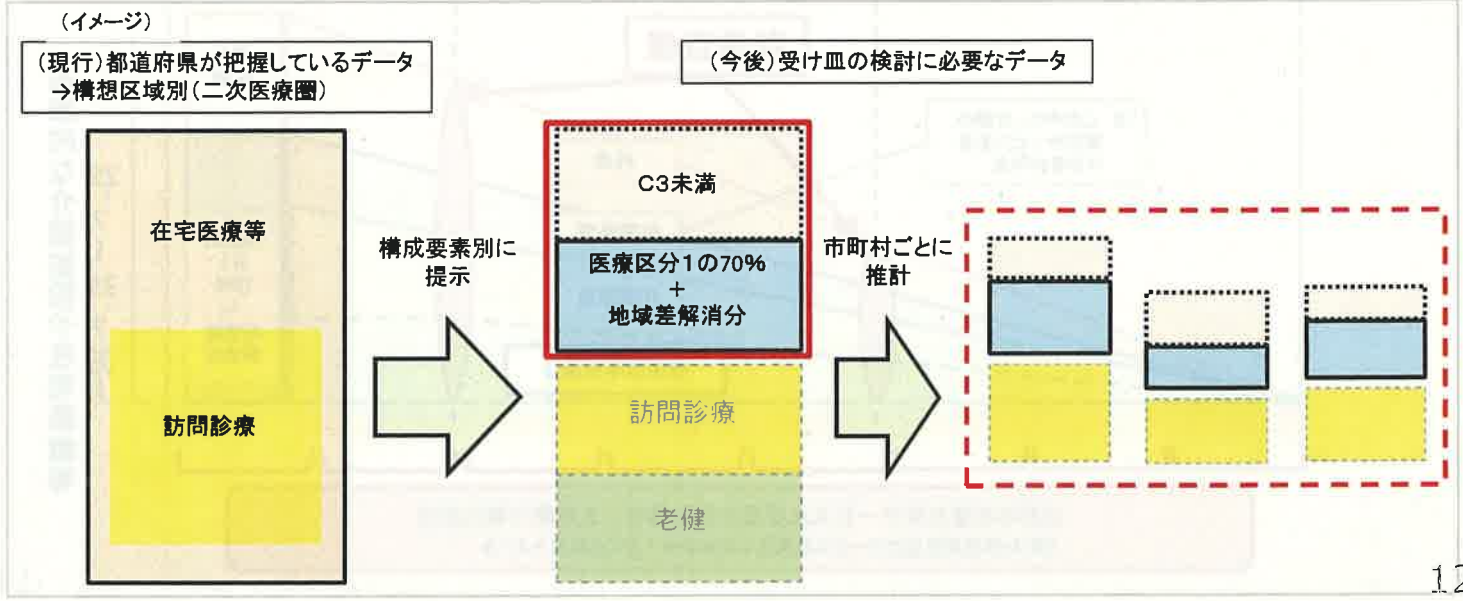 (イメージ)
(現行)都道府県が把握しているデータ
→構想区域別(二次医療圏)
(今後)受け皿の検討に必要なデータ
在宅医療等
訪問診療
構成要素別に
提示
C3未満
医療区分1の70%
+
地域差解消分
訪問診療
老健
市町村ごとに
推計
12